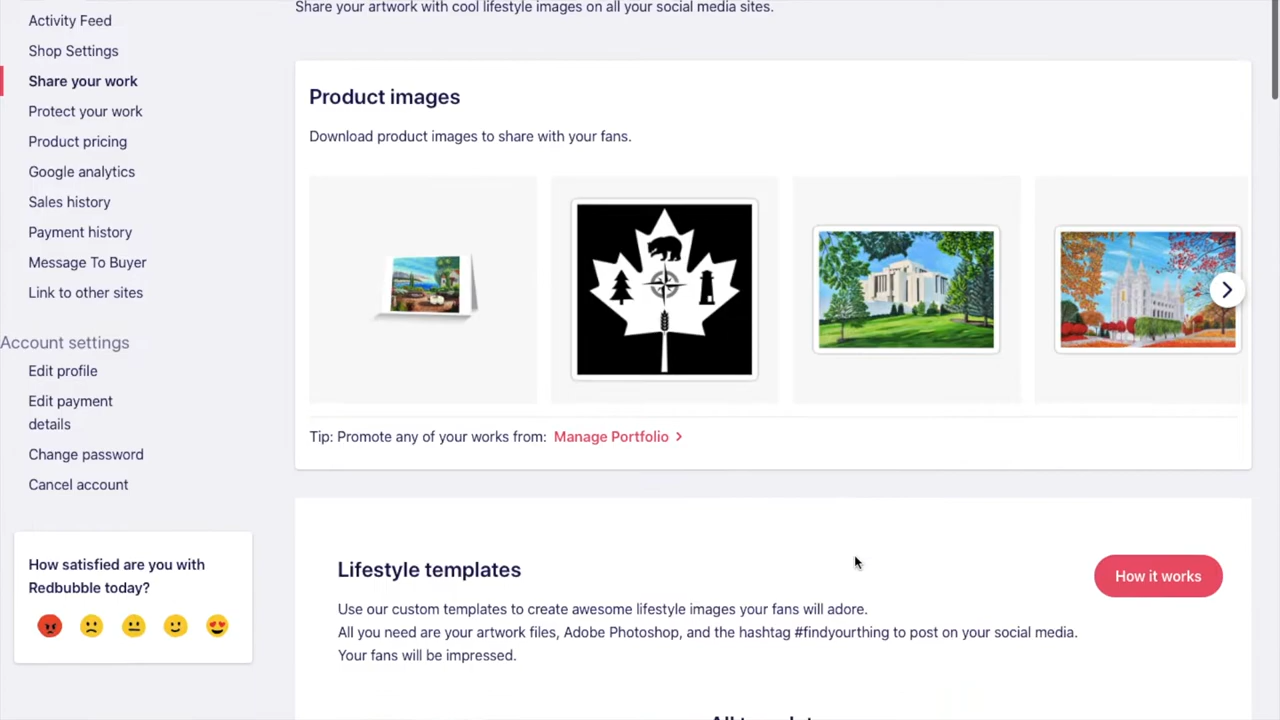 Share your artwork with cool lifestyle images on all your social media sites.
Activity Feed
Shop Settings
Share your work
Protect your work
Product pricing
Google analytics
Sales history
Payment history
Message To Buyer
Link to other sites
Account settings
Edit profile
Edit payment
details
Change password
Cancel account
How satisfied are you with
Redbubble today?
Product images
Download product images to share with your fans.
Tip: Promote any of your works from: Manage Portfolio
Lifestyle templates
How it works
Use our custom templates to create awesome lifestyle images your fans will adore.
All you need are your artwork files, Adobe Photoshop, and the hashtag #findyourthing to post on your social media.
Your fans will be impressed.